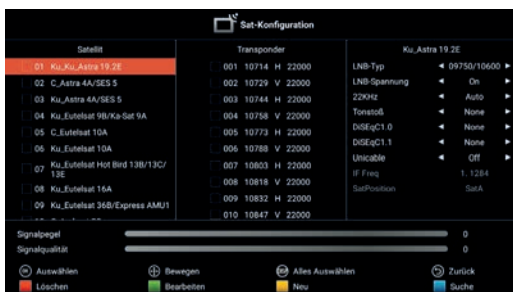 Sat-Konfiguration
Satellit
01 Ku_Ku_Astra 19.2E
02 C_Astra 4A/SES 5
03 Ku_Astra 4A/SES 5
04 Ku_Eutelsat 9B/Ka-Sat 9A
05 C_Eutelsat 10A
06 Ku_Eutelsat 10A
07 Ku_Eutelsat Hot Bird 13B/13C/
13E
08 Ku_Eutelsat 16A
09 Ku_Eutelsat 36B/Express AMU1
Transponder
001 10714 H 22000
002 10729 V 22000
003 10744 H 22000
004 10758 V 22000
005 10773 H 22000
006 10788 V 22000
007 10803 H 22000
008 10818 V 22000
009 10832 H 22000
010 10847 V 22000
Ku_Astra 19.2E
LNB-Typ 09750/10600
LNB-Spannung On
22KHz Auto
Tonstoß None
DiSEqC1.0 None
DiSEqC1.1 None
Unicable Off
IF Freq 1. 1284
SatPosition SatA
Signalpegel 0
Signalqualität 0
OK Auswählen Bewegen Alles Auswählen Zurück
Löschen Bearbeiten Neu Suche